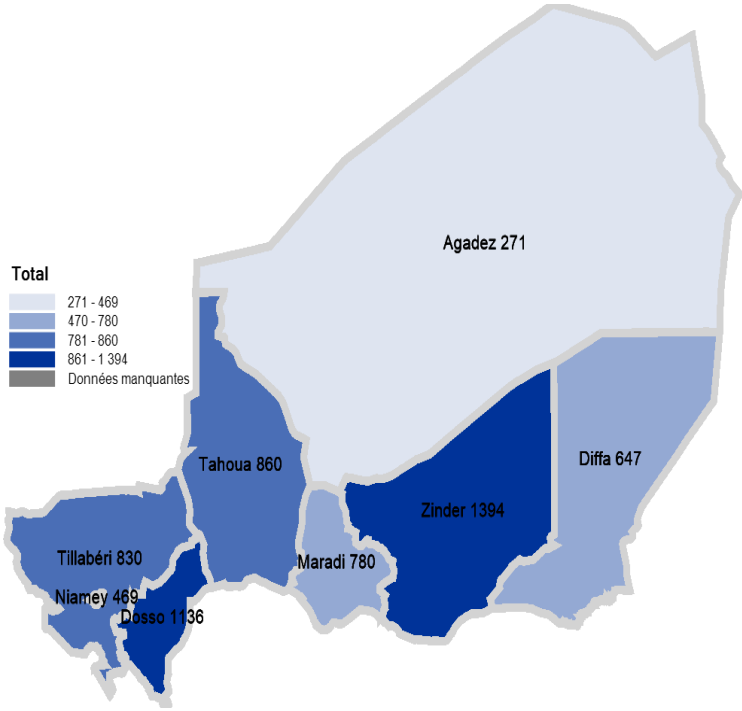 Agadez 271
Total
271 - 469
470 - 780
781 - 860
861 - 1 394
Données manquantes
Tahoua 860
Diffa 647
Zinder 1394
Tillabéri 830
Maradi 780
Niamey 469
Dosso 1136